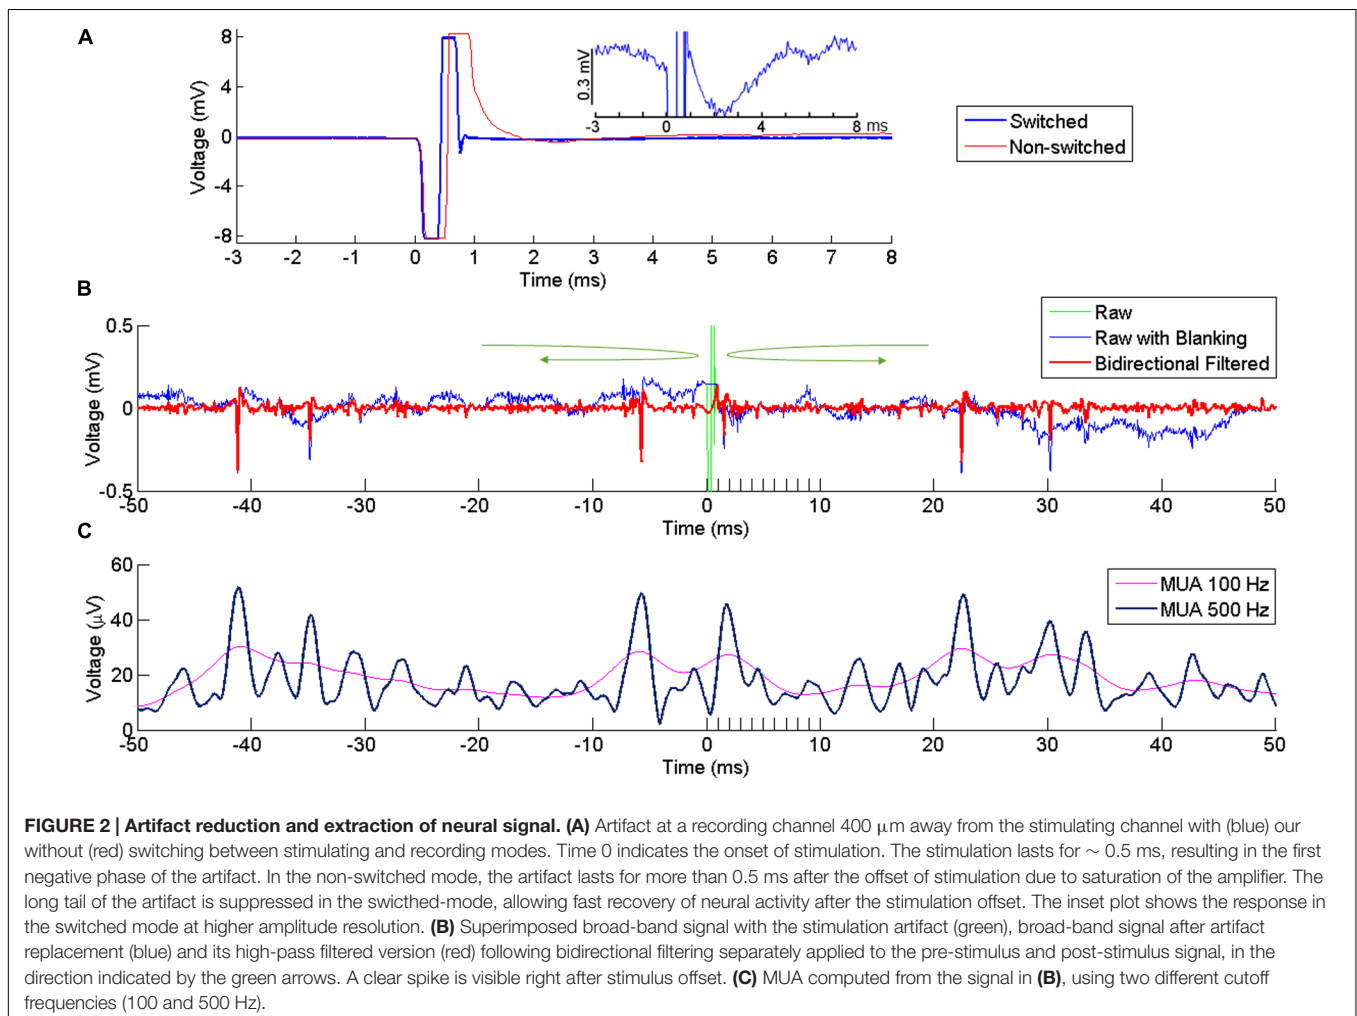 A
8
4
0
-4
-8
Voltage (mV)
-3 -2 -1 0 1 2 3 4 5 6 7 8
Time (ms)
0.3 mV
-3 0 4 8 ms
Switched
Non-switched
B
0.5
0
-0.5
Voltage (mV)
-50 -40 -30 -20 -10 0 10 20 30 40 50
Time (ms)
Raw
Raw with Blanking
Bidirectional Filtered
C
60
40
20
0
Voltage (μV)
-50 -40 -30 -20 -10 0 10 20 30 40 50
Time (ms)
MUA 100 Hz
MUA 500 Hz
FIGURE 2 | Artifact reduction and extraction of neural signal. (A) Artifact at a recording channel 400 μm away from the stimulating channel with (blue) our
without (red) switching between stimulating and recording modes. Time 0 indicates the onset of stimulation. The stimulation lasts for ∼ 0.5 ms, resulting in the first
negative phase of the artifact. In the non-switched mode, the artifact lasts for more than 0.5 ms after the offset of stimulation due to saturation of the amplifier. The
long tail of the artifact is suppressed in the swicthed-mode, allowing fast recovery of neural activity after the stimulation offset. The inset plot shows the response in
the switched mode at higher amplitude resolution. (B) Superimposed broad-band signal with the stimulation artifact (green), broad-band signal after artifact
replacement (blue) and its high-pass filtered version (red) following bidirectional filtering separately applied to the pre-stimulus and post-stimulus signal, in the
direction indicated by the green arrows. A clear spike is visible right after stimulus offset. (C) MUA computed from the signal in (B), using two different cutoff
frequencies (100 and 500 Hz).